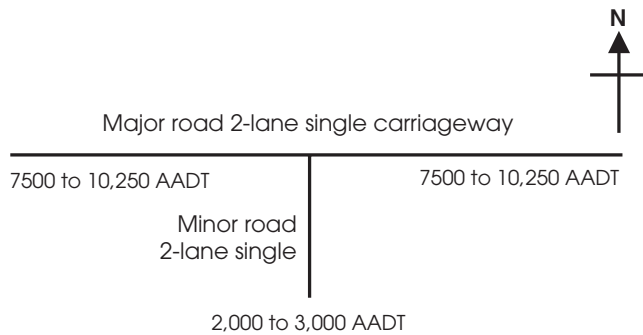 N
Major road 2-lane single carriageway
7500 to 10,250 AADT
7500 to 10,250 AADT
Minor road
2-lane single
2,000 to 3,000 AADT